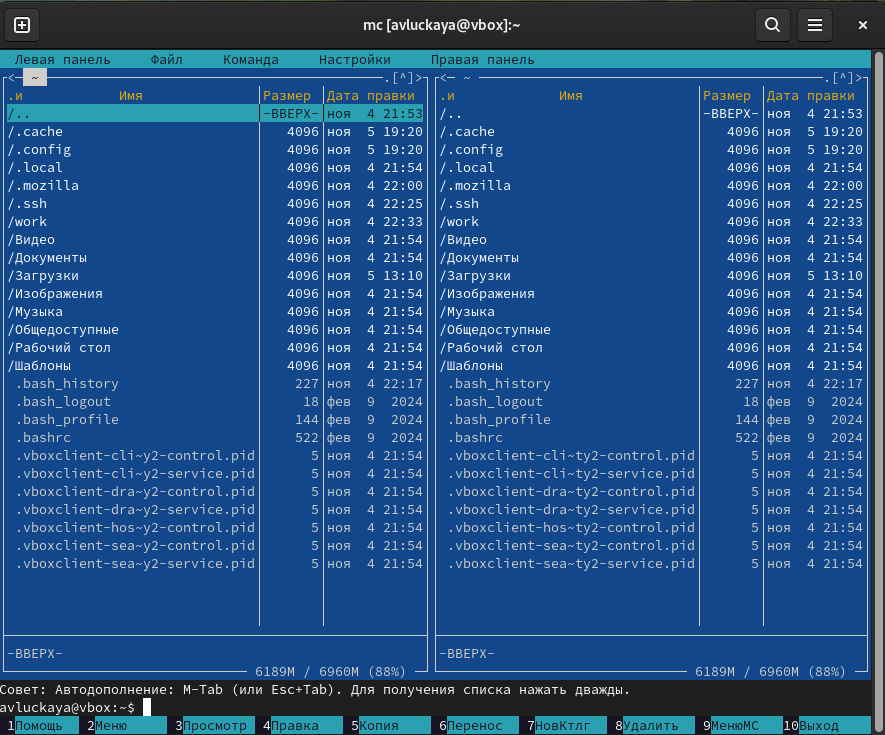 mc [avluckaya@vbox]:~
Левая панель Файл Команда Настройки Правая панель
<─ ~ .[^]> <─ ~ .[^]>
.и Имя Размер Дата правки .и Имя Размер Дата правки
/.. -ВВЕРХ- ноя 4 21:53 /.. -ВВЕРХ- ноя 4 21:53
/.cache 4096 ноя 5 19:20 /.cache 4096 ноя 5 19:20
/.config 4096 ноя 5 19:20 /.config 4096 ноя 5 19:20
/.local 4096 ноя 4 21:54 /.local 4096 ноя 4 21:54
/.mozilla 4096 ноя 4 22:00 /.mozilla 4096 ноя 4 22:00
/.ssh 4096 ноя 4 22:25 /.ssh 4096 ноя 4 22:25
/work 4096 ноя 4 22:33 /work 4096 ноя 4 22:33
/Видео 4096 ноя 4 21:54 /Видео 4096 ноя 4 21:54
/Документы 4096 ноя 4 21:54 /Документы 4096 ноя 4 21:54
/Загрузки 4096 ноя 5 13:10 /Загрузки 4096 ноя 5 13:10
/Изображения 4096 ноя 4 21:54 /Изображения 4096 ноя 4 21:54
/Музыка 4096 ноя 4 21:54 /Музыка 4096 ноя 4 21:54
/Общедоступные 4096 ноя 4 21:54 /Общедоступные 4096 ноя 4 21:54
/Рабочий стол 4096 ноя 4 21:54 /Рабочий стол 4096 ноя 4 21:54
/Шаблоны 4096 ноя 4 21:54 /Шаблоны 4096 ноя 4 21:54
.bash_history 227 ноя 4 22:17 .bash_history 227 ноя 4 22:17
.bash_logout 18 фев 9 2024 .bash_logout 18 фев 9 2024
.bash_profile 144 фев 9 2024 .bash_profile 144 фев 9 2024
.bashrc 522 фев 9 2024 .bashrc 522 фев 9 2024
.vboxclient-cli~y2-control.pid 5 ноя 4 21:54 .vboxclient-cli~ty2-control.pid 5 ноя 4 21:54
.vboxclient-cli~y2-service.pid 5 ноя 4 21:54 .vboxclient-cli~ty2-service.pid 5 ноя 4 21:54
.vboxclient-dra~y2-control.pid 5 ноя 4 21:54 .vboxclient-dra~ty2-control.pid 5 ноя 4 21:54
.vboxclient-dra~y2-service.pid 5 ноя 4 21:54 .vboxclient-dra~ty2-service.pid 5 ноя 4 21:54
.vboxclient-hos~y2-control.pid 5 ноя 4 21:54 .vboxclient-hos~ty2-control.pid 5 ноя 4 21:54
.vboxclient-sea~y2-control.pid 5 ноя 4 21:54 .vboxclient-sea~ty2-control.pid 5 ноя 4 21:54
.vboxclient-sea~y2-service.pid 5 ноя 4 21:54 .vboxclient-sea~ty2-service.pid 5 ноя 4 21:54
-ВВЕРХ- -ВВЕРХ-
6189M / 6960M (88%) 6189M / 6960M (88%)
Совет: Автодополнение: M-Tab (или Esc+Tab). Для получения списка нажать дважды.
avluckaya@vbox:~$
1Помощь 2Меню 3Просмотр 4Правка 5Копия 6Перенос 7НовКтлг 8Удалить 9МенюМС 10Выход